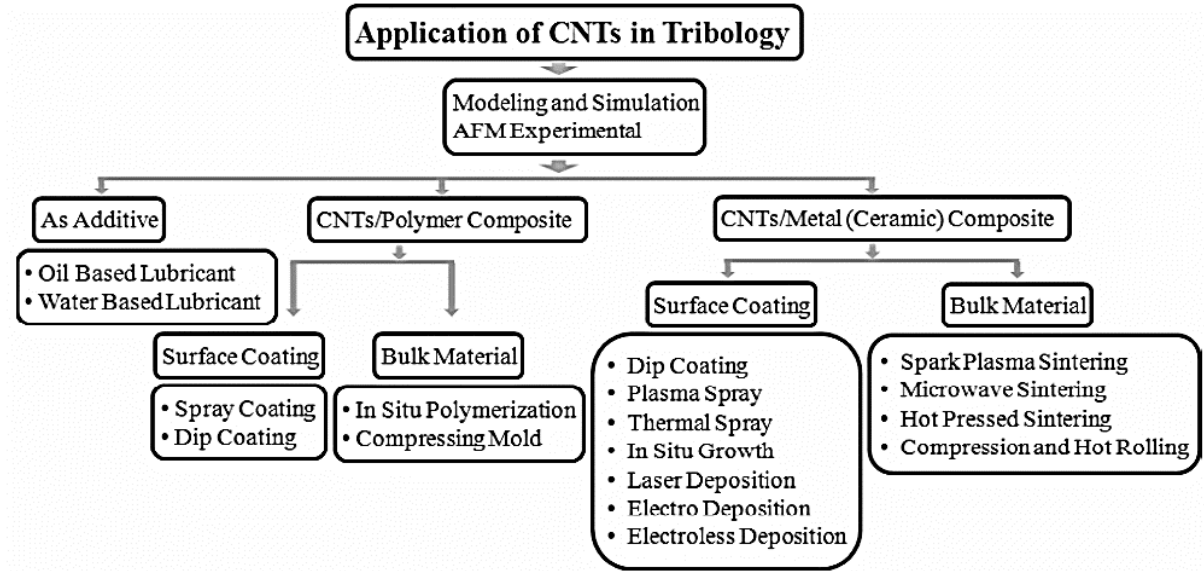 Application of CNTs in Tribology
Modeling and Simulation
AFM Experimental
As Additive
• Oil Based Lubricant
• Water Based Lubricant
CNTs/Polymer Composite
Surface Coating
• Spray Coating
• Dip Coating
Bulk Material
• In Situ Polymerization
• Compressing Mold
CNTs/Metal (Ceramic) Composite
Surface Coating
• Dip Coating
• Plasma Spray
• Thermal Spray
• In Situ Growth
• Laser Deposition
• Electro Deposition
• Electroless Deposition
Bulk Material
• Spark Plasma Sintering
• Microwave Sintering
• Hot Pressed Sintering
• Compression and Hot Rolling